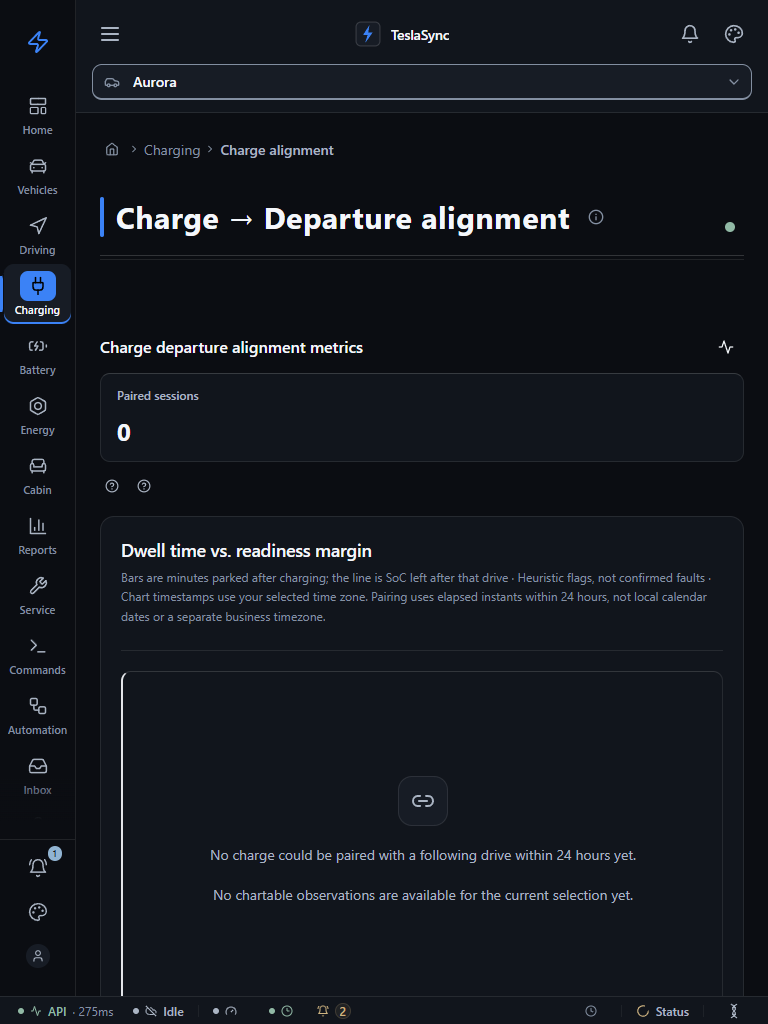 TeslaSync
Aurora
Home
Vehicles
Driving
Charging
Battery
Energy
Cabin
Reports
Service
Commands
Automation
Inbox
1
Charging
Charge alignment
Charge → Departure alignment
Charge departure alignment metrics
Paired sessions
0
Dwell time vs. readiness margin
Bars are minutes parked after charging; the line is SoC left after that drive · Heuristic flags, not confirmed faults ·
Chart timestamps use your selected time zone. Pairing uses elapsed instants within 24 hours, not local calendar
dates or a separate business timezone.
No charge could be paired with a following drive within 24 hours yet.
No chartable observations are available for the current selection yet.
API · 275ms
Idle
2
Status